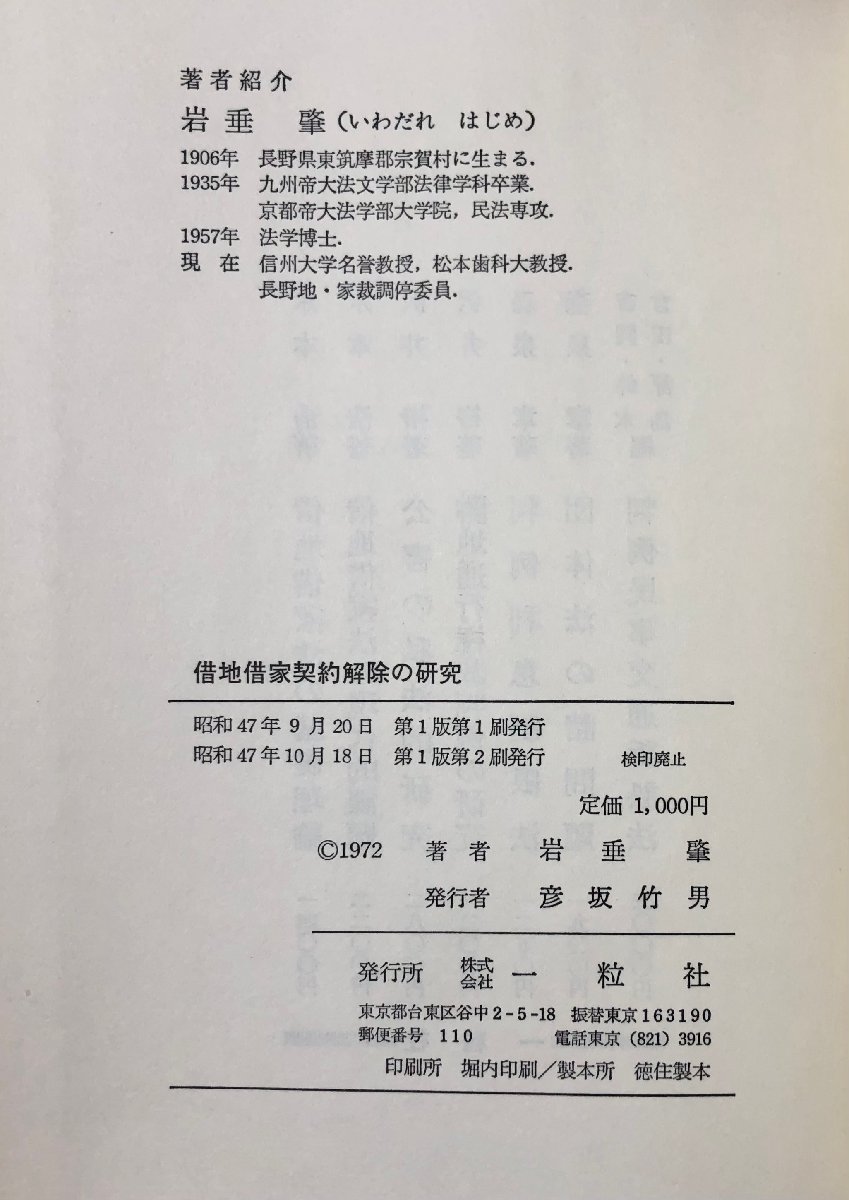 著者紹介
岩垂　肇(いわだれ　はじめ)
1906年　長野県東筑摩郡宗賀村に生まる.
1935年　九州帝大法文学部法律学科卒業.
京都帝大法学部大学院，民法専攻.
1957年　法学博士.
現　在　信州大学名誉教授，松本歯科大教授.
長野地・家裁調停委員.
借地借家契約解除の研究
昭和47年 9 月20日　第1版第1刷発行
昭和47年10月18日　第1版第2刷発行　検印廃止
定価 1,000円
©1972　著　者　岩　垂　肇
発行者　彦　坂　竹　男
発行所　株式会社　一　粒　社
東京都台東区谷中2-5-18　振替東京163190
郵便番号　110　電話東京 (821) 3916
印刷所　堀内印刷／製本所　徳住製本